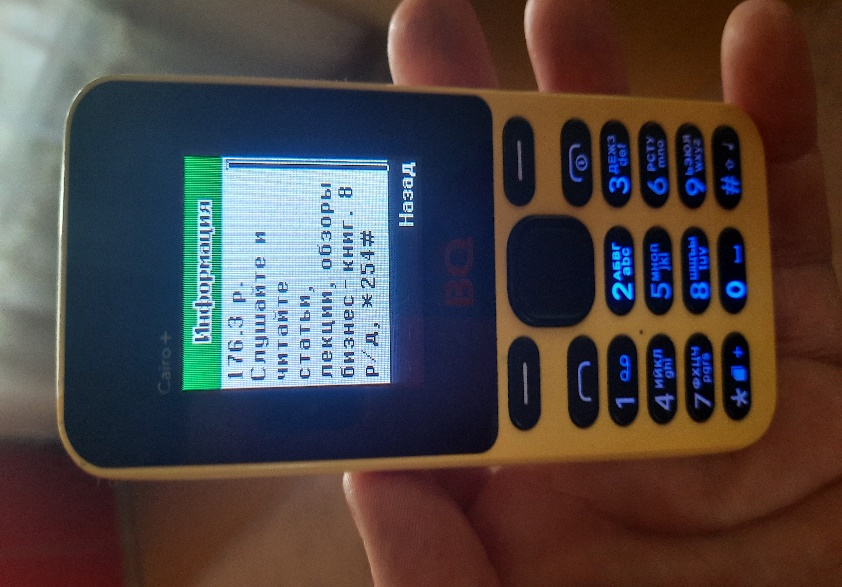 Cairo+
Информация
176.3 р.
Слушайте и
читайте
статьи,
лекции, обзоры
бизнес- книг. 8
р/д, *254#
Назад
BQ
1
2 АБВГ abc
3 ДЕЖЗ def
4 ИЙКЛ ghi
5 МНОП jkl
6 РСТУ mno
7 ФХЦЧ pqrs
8 ШЩЪЫ tuv
9 ЬЭЮЯ wxyz
* +
0
#